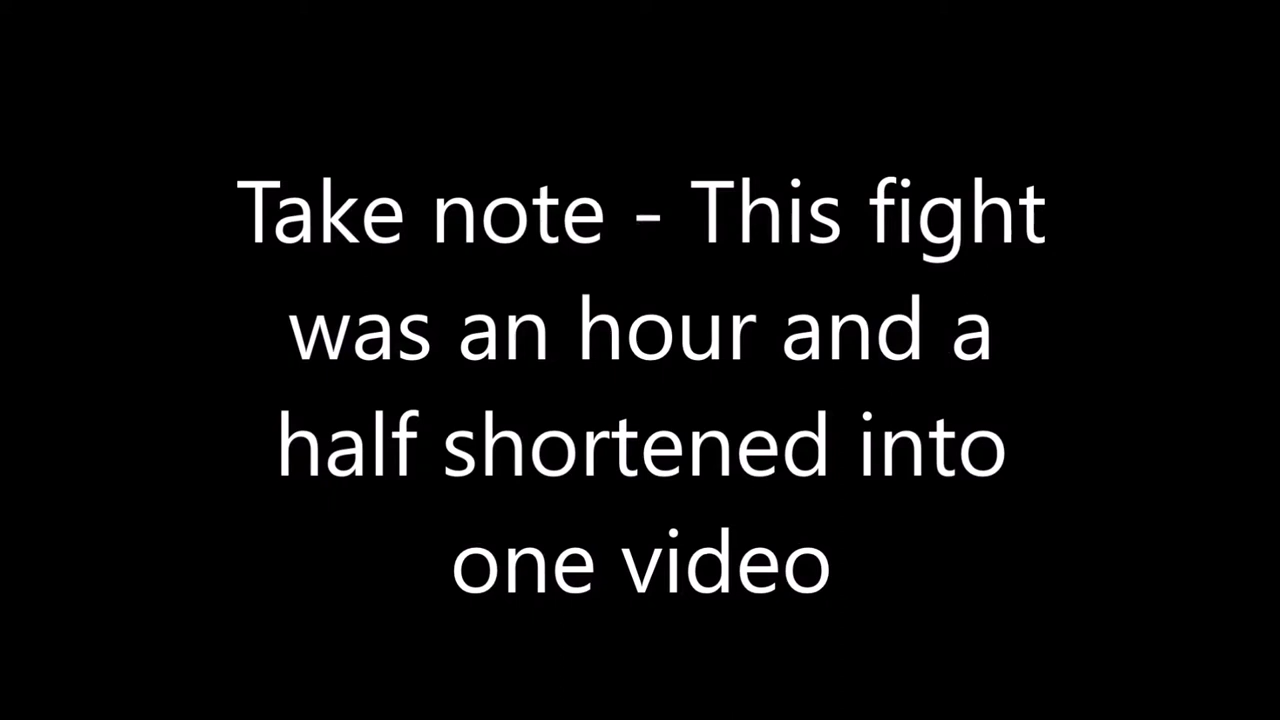 Take note - This fight
was an hour and a
half shortened into
one video